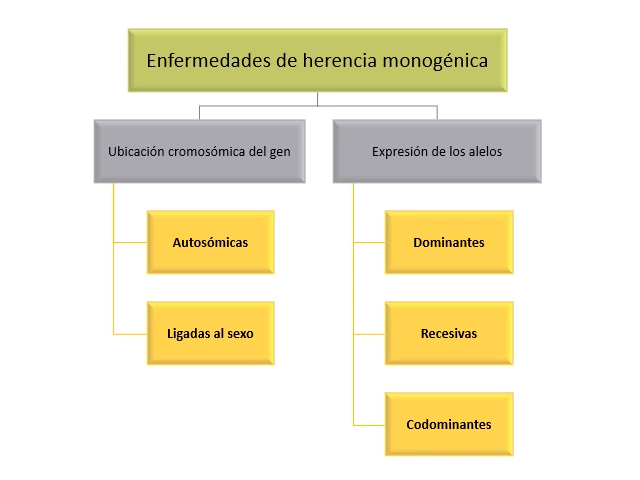 Enfermedades de herencia monogénica
Ubicación cromosómica del gen
Expresión de los alelos
Autosómicas
Dominantes
Ligadas al sexo
Recesivas
Codominantes